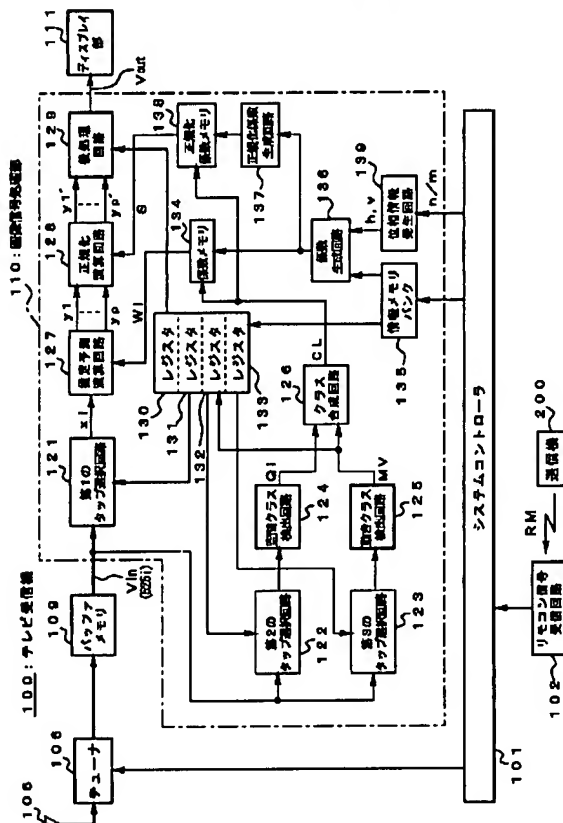 100:テレビ受信機
110:画像信号処理部
105
106
チューナ
109
バッファ
メモリ
Vin
(525i)
121
第1の
タップ選択回路
xi
127
推定予測
演算回路
y1
yp
128
正規化
演算回路
y1'
yp'
129
後処理
回路
Vout
111
ディスプレイ
部
130
131
132
133
レジスタ
レジスタ
レジスタ
レジスタ
Wi
S
134
係数メモリ
138
正規化
係数メモリ
137
正規化係数
生成回路
136
係数
生成回路
h,v
139
位相情報
発生回路
n/m
135
情報メモリ
バンク
CL
126
クラス
合成回路
QI
MV
124
空間クラス
検出回路
125
動きクラス
検出回路
122
第2の
タップ選択回路
123
第3の
タップ選択回路
システムコントローラ
101
102
リモコン信号
受信回路
RM
200
送信機